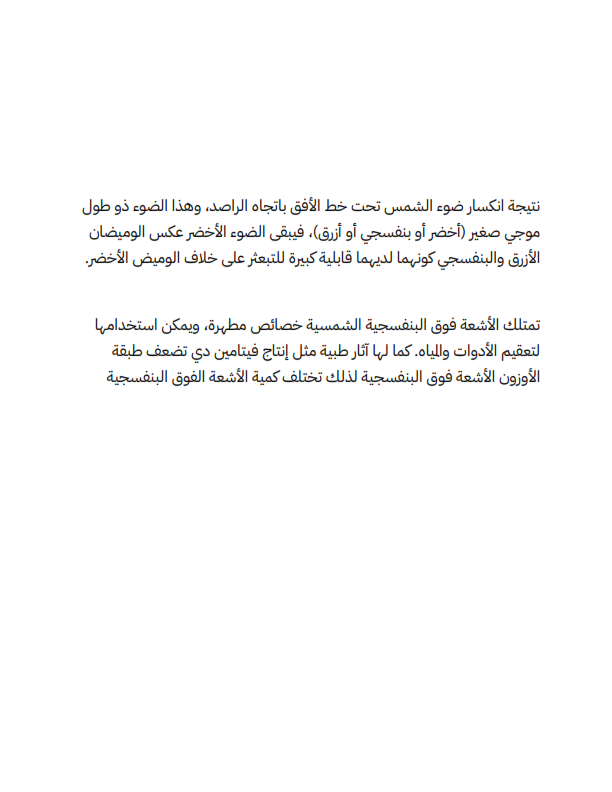 نتيجة انكسار ضوء الشمس تحت خط الأفق باتجاه الراصد، وهذا الضوء ذو طول
موجي صغير (أخضر أو بنفسجي أو أزرق)، فيبقى الضوء الأخضر عكس الوميضان
الأزرق والبنفسجي كونهما لديهما قابلية كبيرة للتبعثر على خلاف الوميض الأخضر.
تمتلك الأشعة فوق البنفسجية الشمسية خصائص مطهرة، ويمكن استخدامها
لتعقيم الأدوات والمياه. كما لها آثار طبية مثل إنتاج فيتامين دي تضعف طبقة
الأوزون الأشعة فوق البنفسجية لذلك تختلف كمية الأشعة الفوق البنفسجية